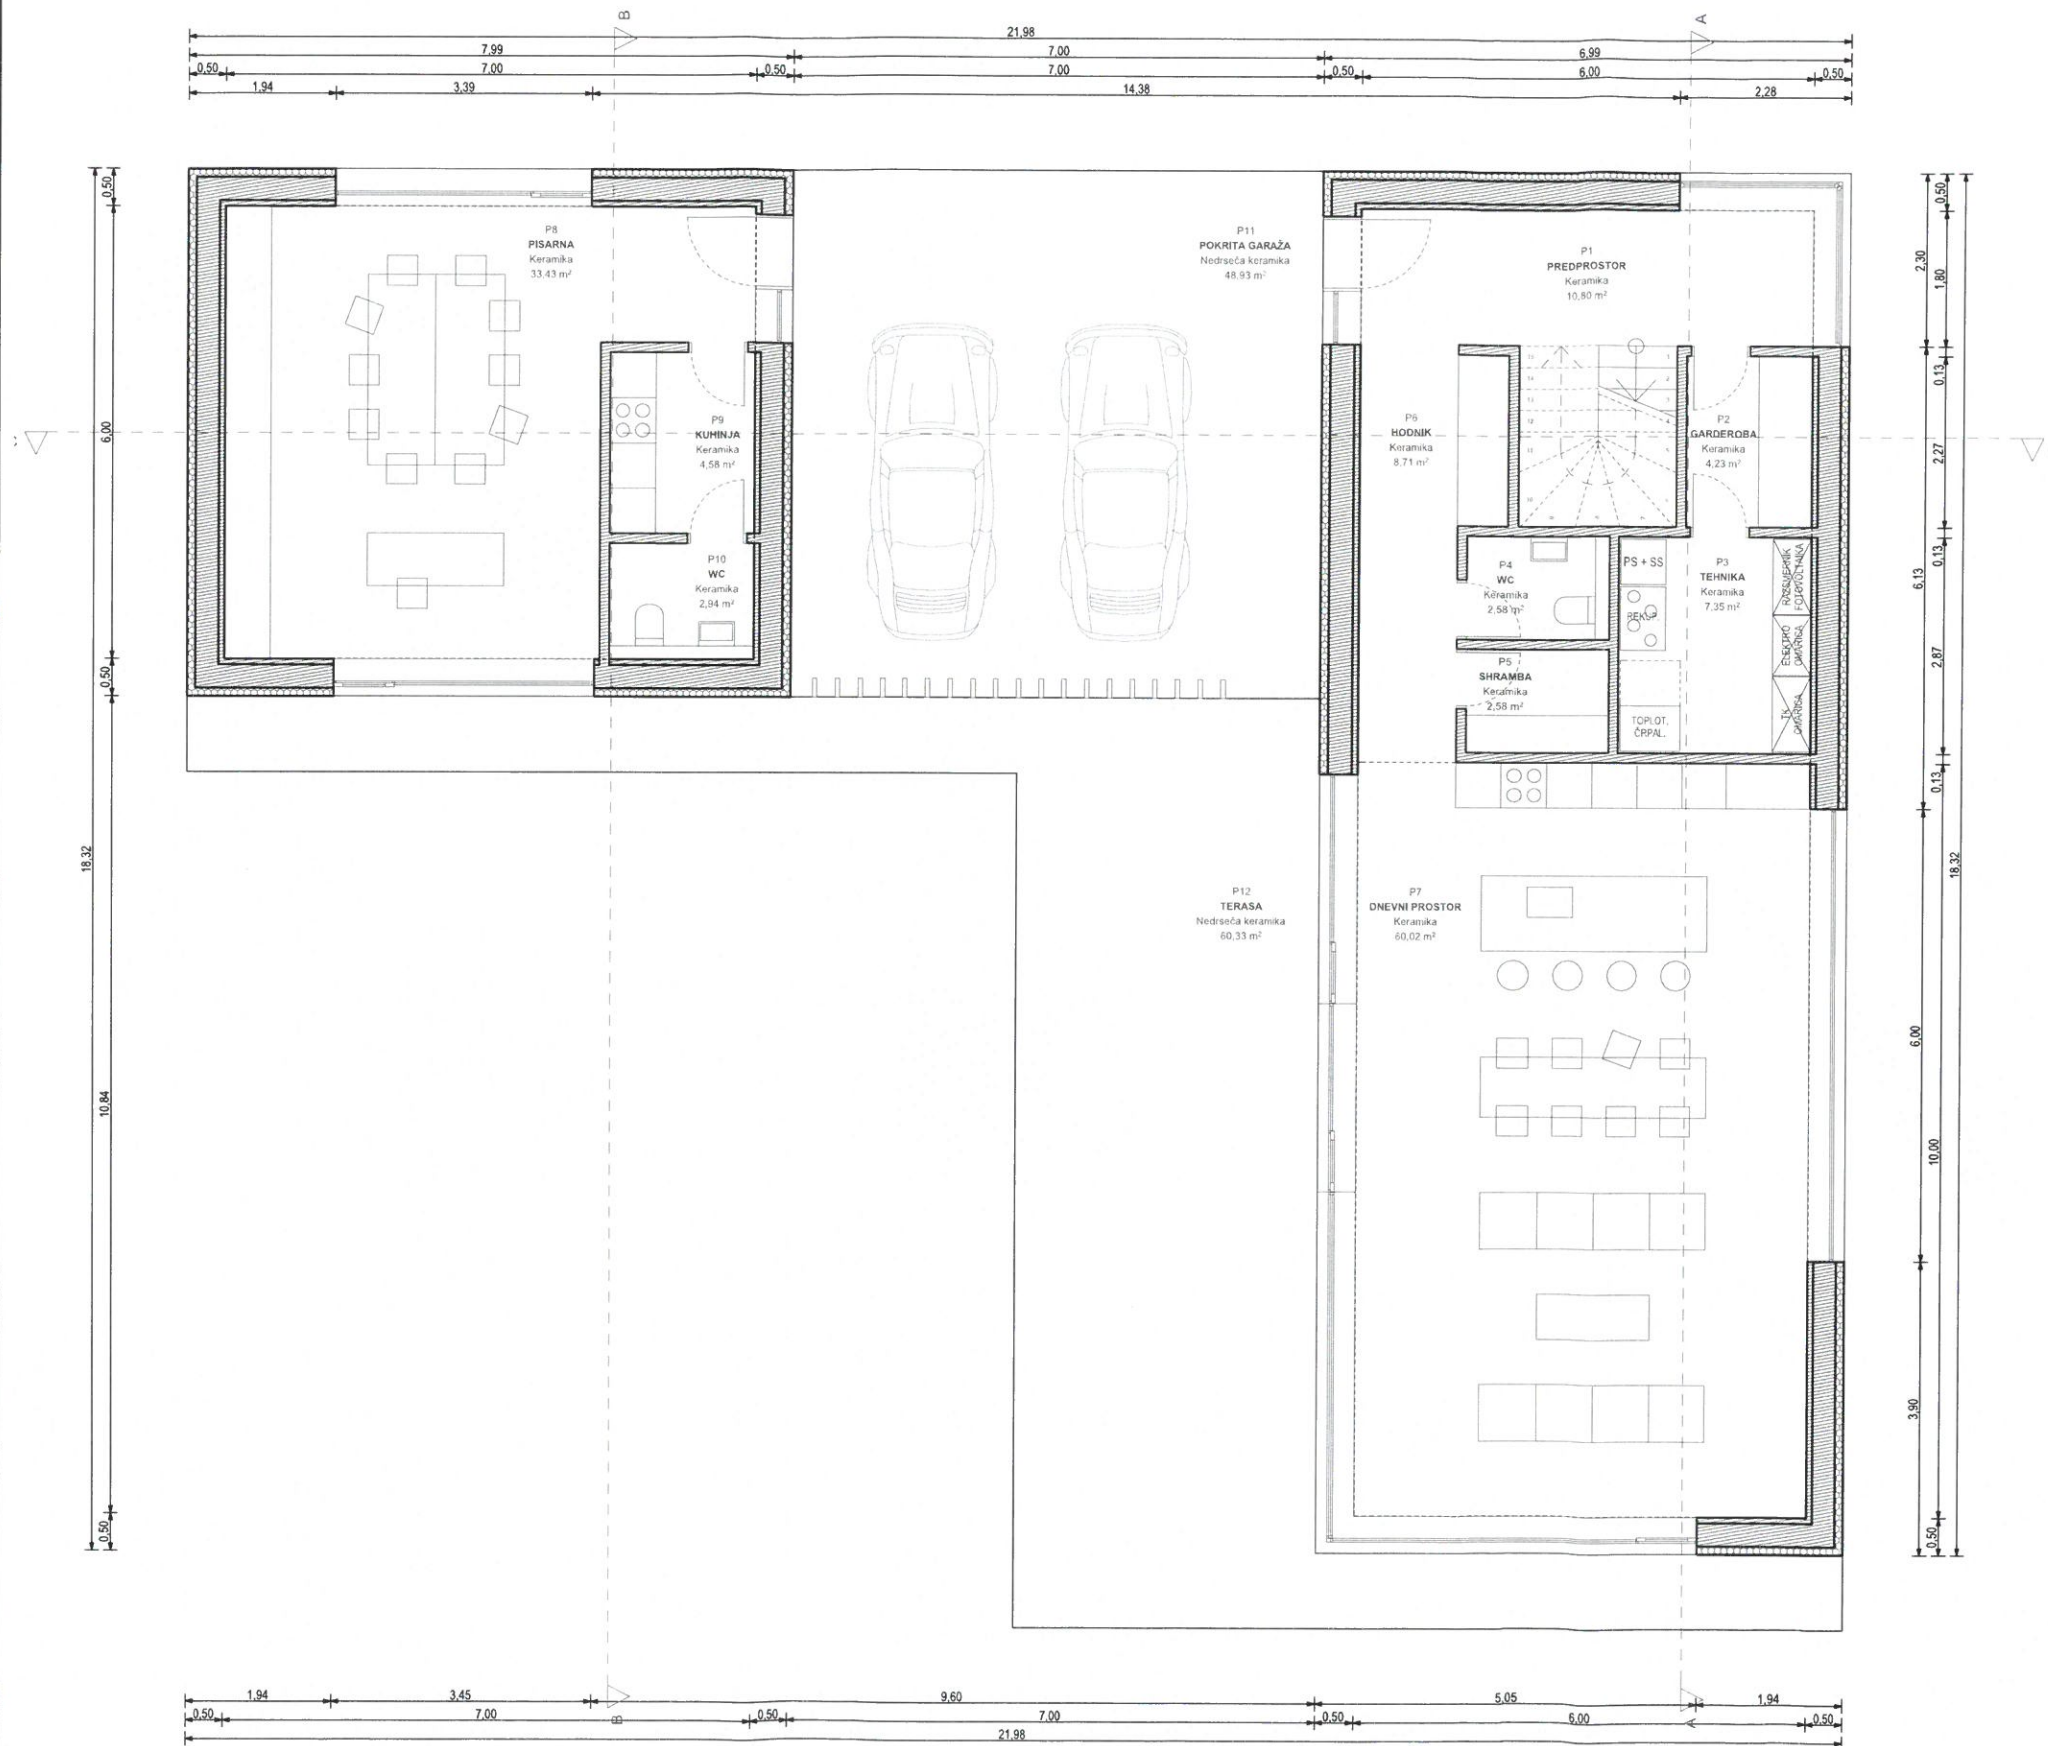 B
A
21,98
7,99
7,00
6,99
0,50
7,00
0,50
7,00
0,50
6,00
0,50
1,94
3,39
14,38
2,28
P8
PISARNA
Keramika
33,43 m²
P11
POKRITA GARAŽA
Nedrseča keramika
48,93 m²
P1
PREDPROSTOR
Keramika
10,80 m²
P9
KUHINJA
Keramika
4,58 m²
P6
HODNIK
Keramika
8,71 m²
P2
GARDEROBA
Keramika
4,23 m²
P10
WC
Keramika
2,94 m²
P4
WC
Keramika
2,58 m²
PS + SS
REKUP.
P3
TEHNIKA
Keramika
7,35 m²
RAZSMERNIK
FOTOVOLTAIKA
ELEKTRO
OMARICA
TK
OMARICA
P5
SHRAMBA
Keramika
2,58 m²
TOPLOT.
ČRPAL.
P12
TERASA
Nedrseča keramika
60,33 m²
P7
DNEVNI PROSTOR
Keramika
60,02 m²
0,50
6,00
0,50
18,32
10,84
0,50
0,50
2,30
1,80
0,13
2,27
0,13
6,13
2,87
0,13
18,32
6,00
10,00
3,90
0,50
1,94
3,45
9,60
5,05
1,94
0,50
7,00
B
0,50
7,00
0,50
6,00
A
0,50
21,98